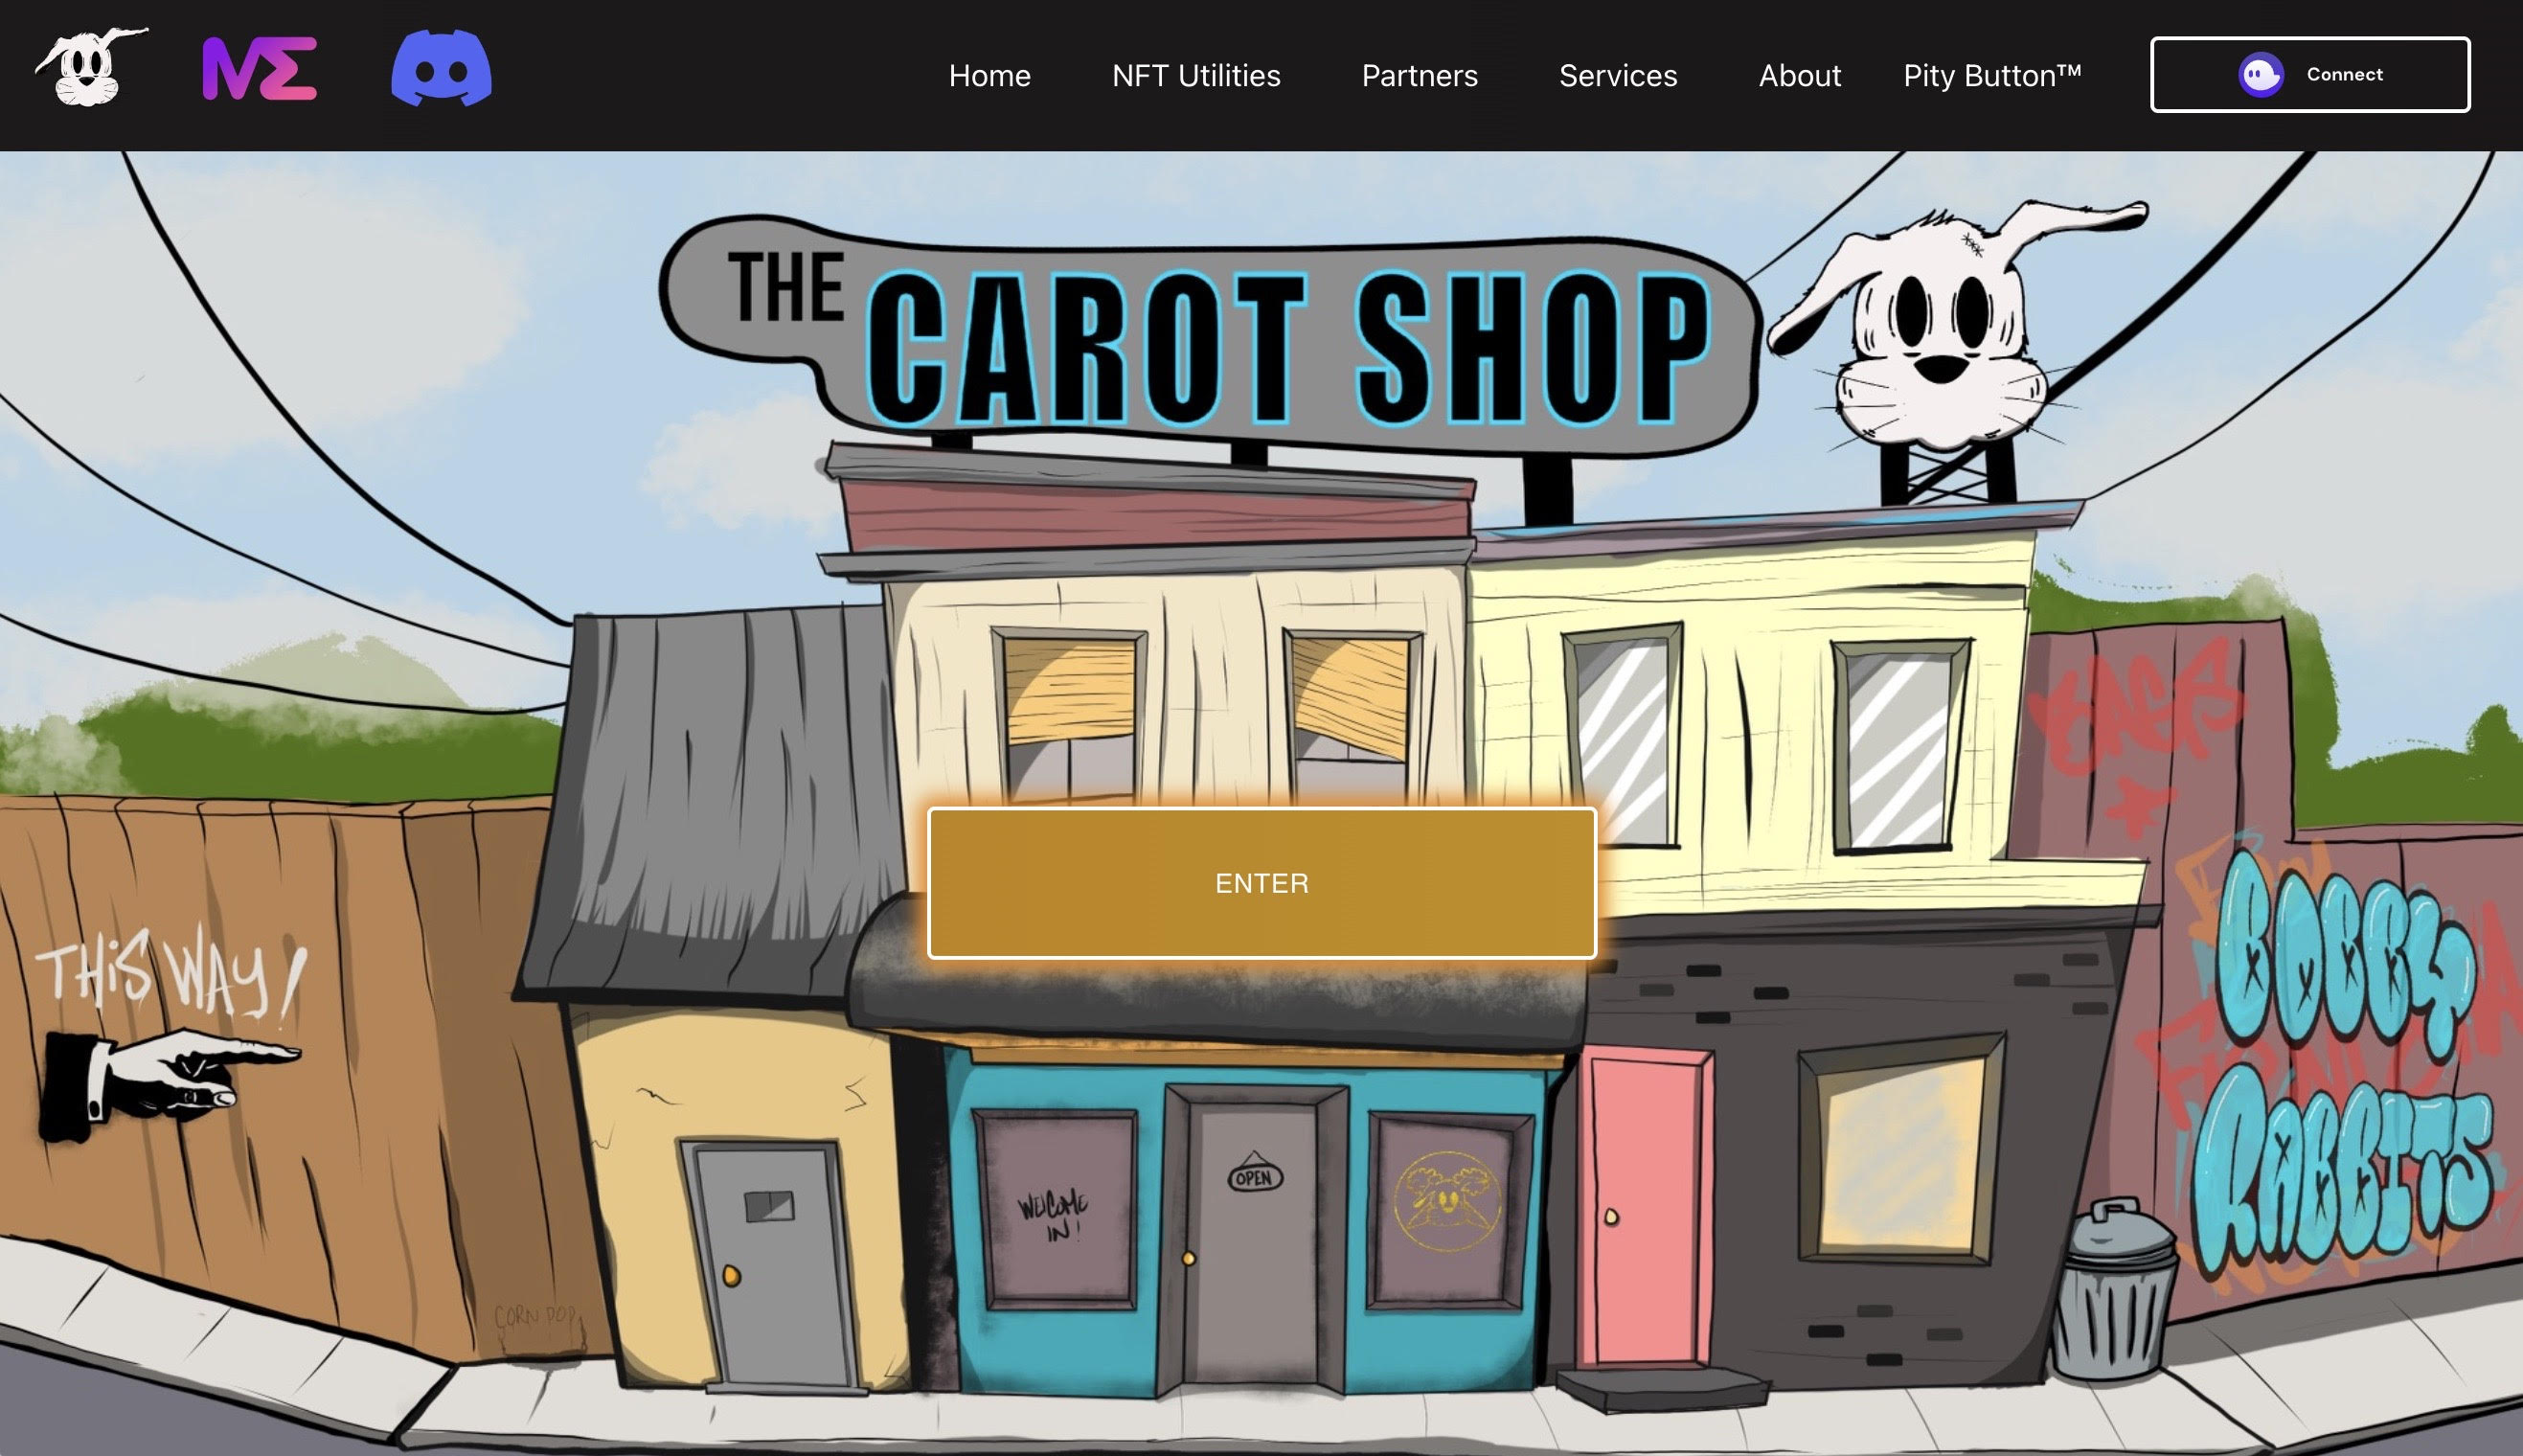 Home NFT Utilities Partners Services About Pity Button™ Connect
THE CAROT SHOP
ENTER
THIS WAY!
BOBBY
RABBITS
OPEN
WELCOME
IN!
CORN POP